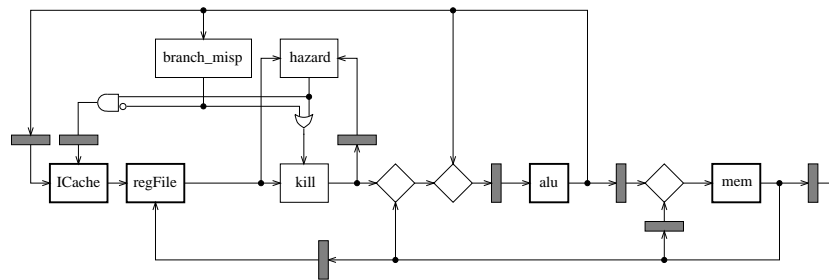 branch_misp
hazard
ICache
regFile
kill
alu
mem